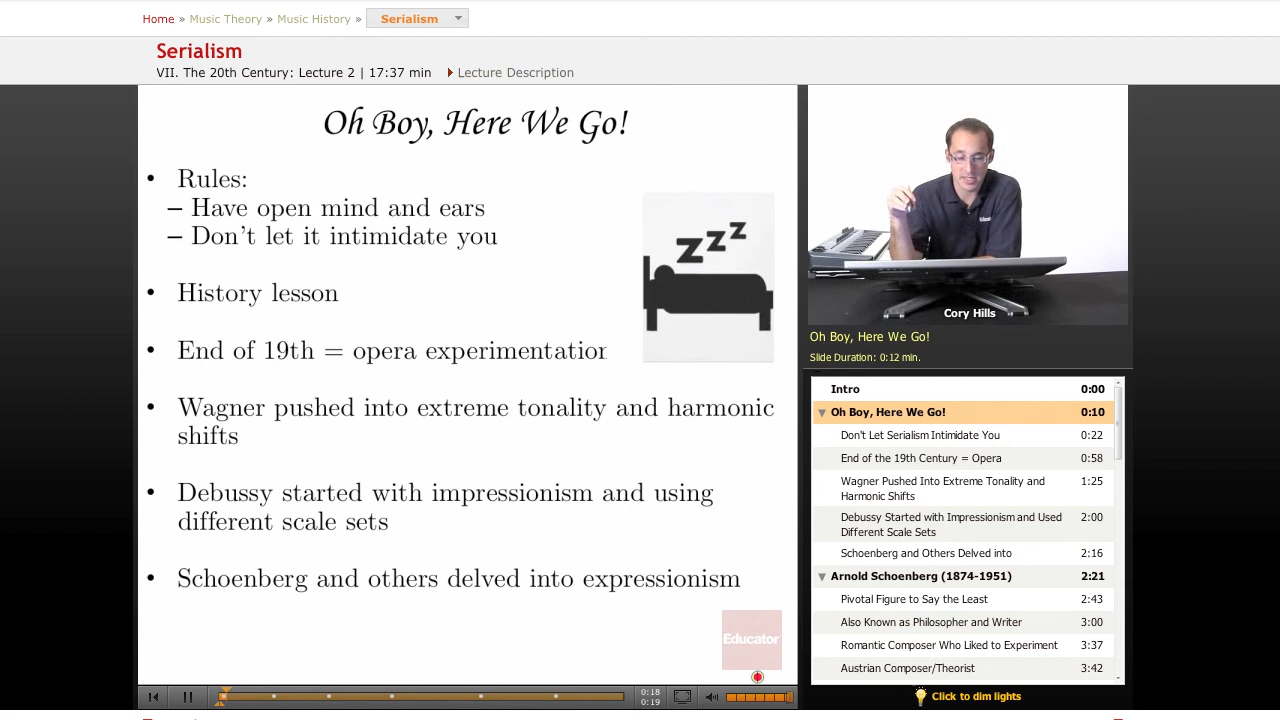 Home » Music Theory » Music History » Serialism
Serialism
VII. The 20th Century: Lecture 2 | 17:37 min Lecture Description
Oh Boy, Here We Go!
• Rules:
– Have open mind and ears
– Don't let it intimidate you
• History lesson
• End of 19th = opera experimentation
• Wagner pushed into extreme tonality and harmonic
shifts
• Debussy started with impressionism and using
different scale sets
• Schoenberg and others delved into expressionism
z z z
Educator
0:18
0:19
Cory Hills
Oh Boy, Here We Go!
Slide Duration: 0:12 min.
Intro 0:00
Oh Boy, Here We Go! 0:10
Don't Let Serialism Intimidate You 0:22
End of the 19th Century = Opera 0:58
Wagner Pushed Into Extreme Tonality and 1:25
Harmonic Shifts
Debussy Started with Impressionism and Used 2:00
Different Scale Sets
Schoenberg and Others Delved into 2:16
Arnold Schoenberg (1874-1951) 2:21
Pivotal Figure to Say the Least 2:43
Also Known as Philosopher and Writer 3:00
Romantic Composer Who Liked to Experiment 3:37
Austrian Composer/Theorist 3:42
Click to dim lights